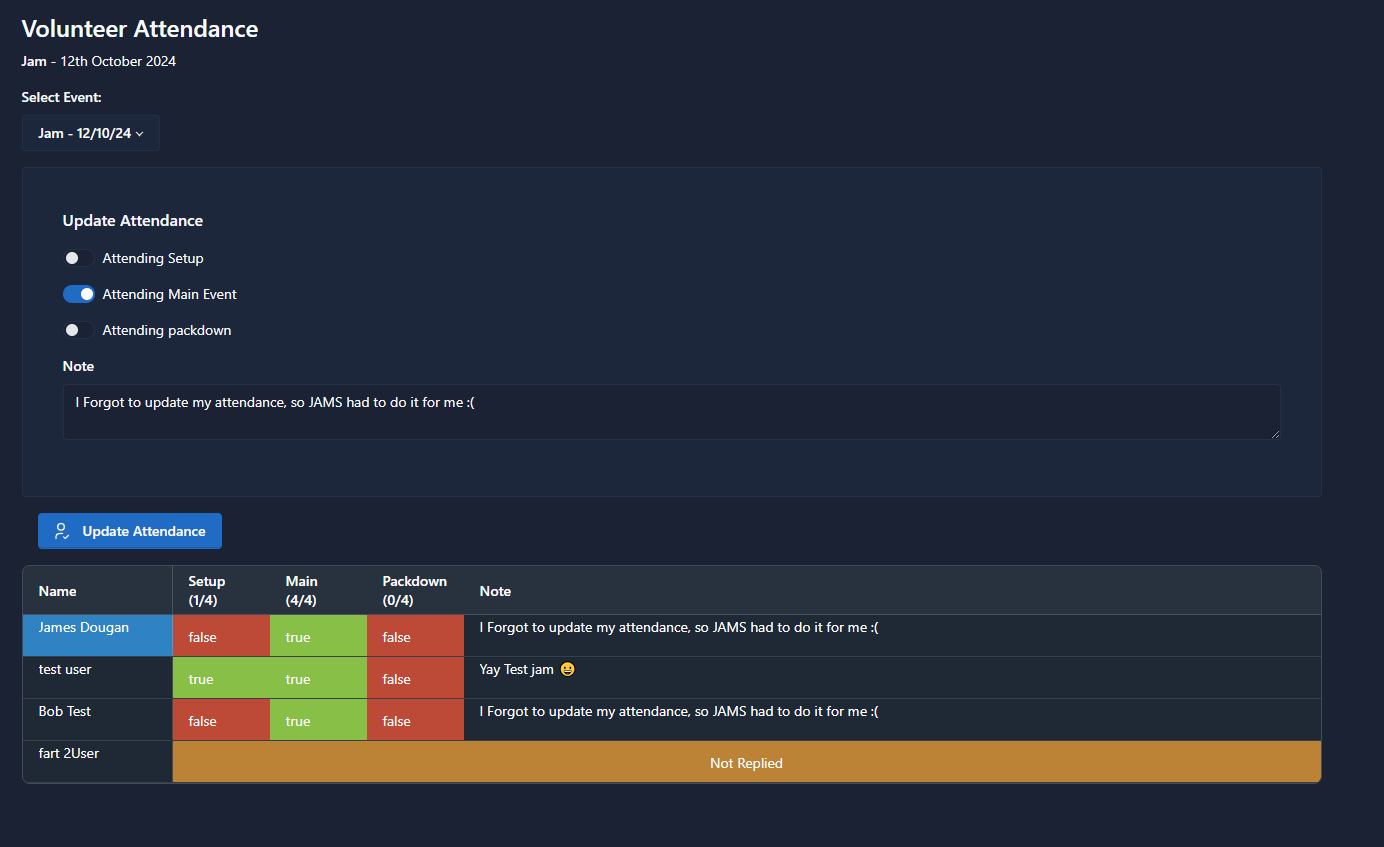 Volunteer Attendance
Jam - 12th October 2024
Select Event:
Jam - 12/10/24
Update Attendance
Attending Setup
Attending Main Event
Attending packdown
Note
I Forgot to update my attendance, so JAMS had to do it for me :(
Update Attendance
Name Setup (1/4) Main (4/4) Packdown (0/4) Note
James Dougan false true false I Forgot to update my attendance, so JAMS had to do it for me :(
test user true true false Yay Test jam 😀
Bob Test false true false I Forgot to update my attendance, so JAMS had to do it for me :(
fart 2User Not Replied